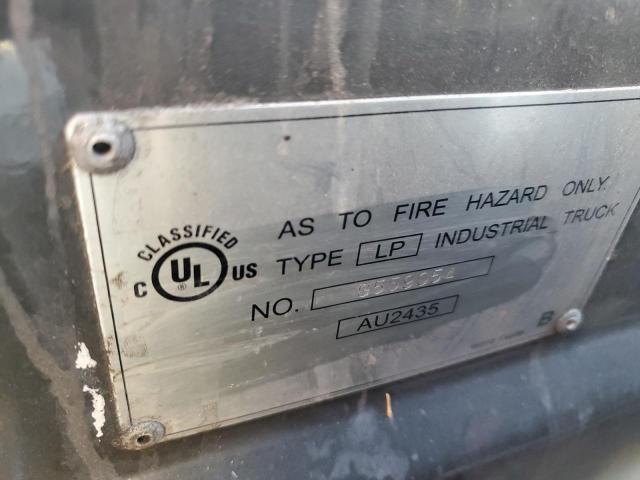 CLASSIFIED
C UL ® US
AS TO FIRE HAZARD ONLY.
TYPE LP INDUSTRIAL TRUCK
NO.
AU2435
B